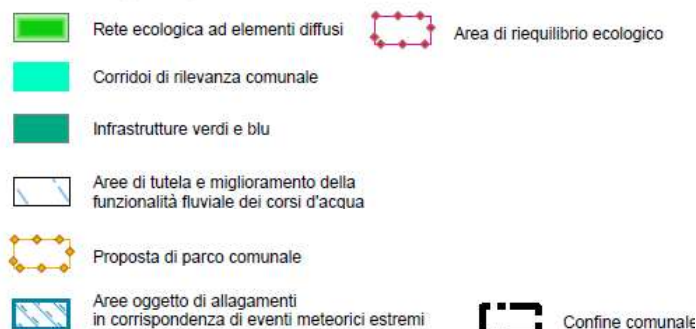 Rete ecologica ad elementi diffusi
Area di riequilibrio ecologico
Corridoi di rilevanza comunale
Infrastrutture verdi e blu
Aree di tutela e miglioramento della
funzionalità fluviale dei corsi d'acqua
Proposta di parco comunale
Aree oggetto di allagamenti
in corrispondenza di eventi meteorici estremi
Confine comunale